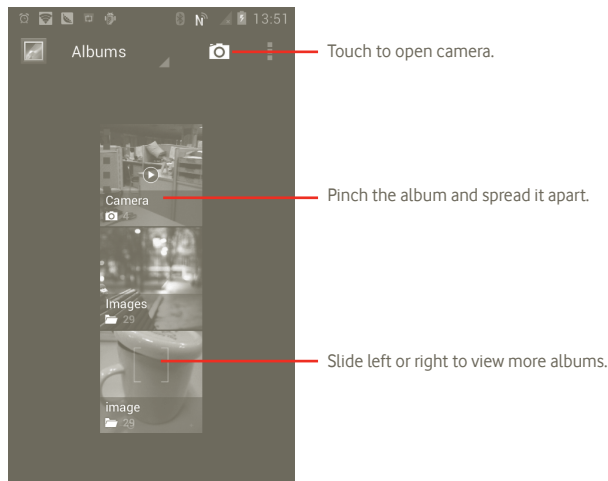 13:51
Albums
Touch to open camera.
Camera
Pinch the album and spread it apart.
Images
29
Slide left or right to view more albums.
image
29